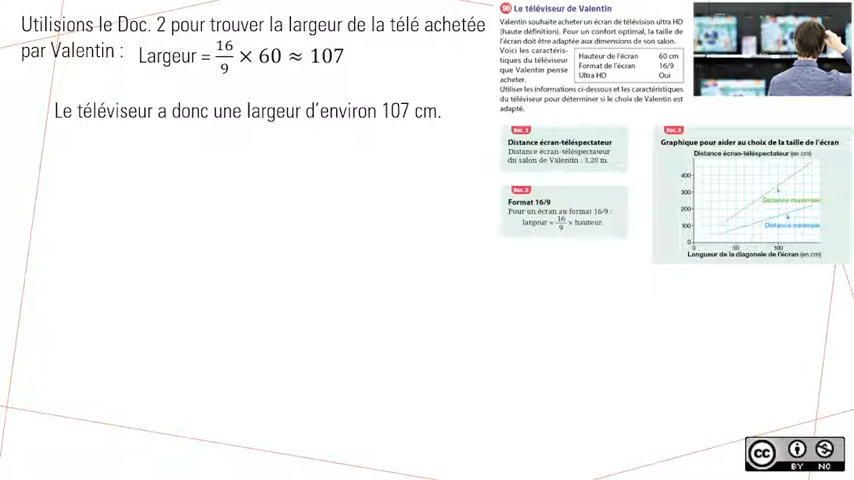 Utilisions le Doc. 2 pour trouver la largeur de la télé achetée
par Valentin : Largeur = 16/9 × 60 ≈ 107
Le téléviseur a donc une largeur d'environ 107 cm.
98 Le téléviseur de Valentin
Valentin souhaite acheter un écran de télévision ultra HD
(haute définition). Pour un confort optimal, la taille de
l'écran doit être adaptée aux dimensions de son salon.
Voici les caractéris-
tiques du téléviseur
que Valentin pense
acheter.
Hauteur de l'écran 60 cm
Format de l'écran 16/9
Ultra HD Oui
Utiliser les informations ci-dessous et les caractéristiques
du téléviseur pour déterminer si le choix de Valentin est
adapté.
Doc. 1
Distance écran-téléspectateur
Distance écran-téléspectateur
du salon de Valentin : 3,20 m.
Doc. 2
Format 16/9
Pour un écran au format 16/9 :
largeur = 16/9 × hauteur.
Doc. 3
Graphique pour aider au choix de la taille de l'écran
Distance écran-téléspectateur (en cm)
400
300
200
100
0
0 50 100
Distance maximale
Distance minimale
Longueur de la diagonale de l'écran (en cm)
cc
BY NC